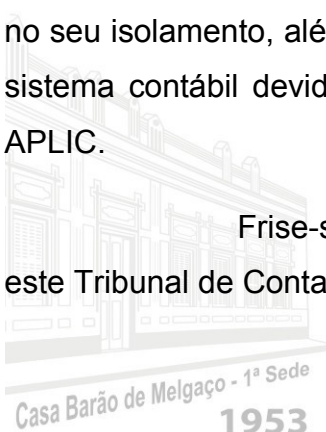 no seu isolamento, alé
sistema contábil devid
APLIC.
Frise-s
este Tribunal de Conta
Casa Barão de Melgaço - 1ª Sede
1953